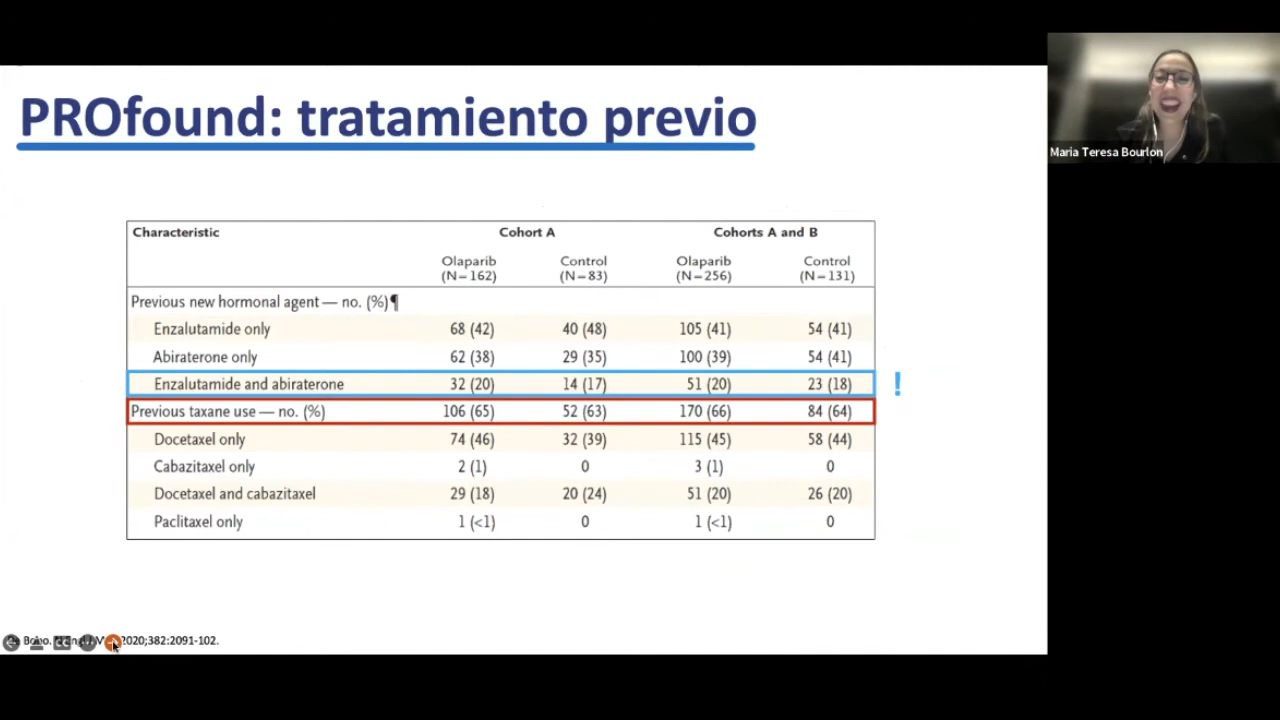 PROfound: tratamiento previo
Maria Teresa Bourlon
Characteristic Cohort A Cohorts A and B
Olaparib (N=162) Control (N=83) Olaparib (N=256) Control (N=131)
Previous new hormonal agent — no. (%)¶
Enzalutamide only 68 (42) 40 (48) 105 (41) 54 (41)
Abiraterone only 62 (38) 29 (35) 100 (39) 54 (41)
Enzalutamide and abiraterone 32 (20) 14 (17) 51 (20) 23 (18) !
Previous taxane use — no. (%) 106 (65) 52 (63) 170 (66) 84 (64)
Docetaxel only 74 (46) 32 (39) 115 (45) 58 (44)
Cabazitaxel only 2 (1) 0 3 (1) 0
Docetaxel and cabazitaxel 29 (18) 20 (24) 51 (20) 26 (20)
Paclitaxel only 1 (<1) 0 1 (<1) 0
2020;382:2091-102.